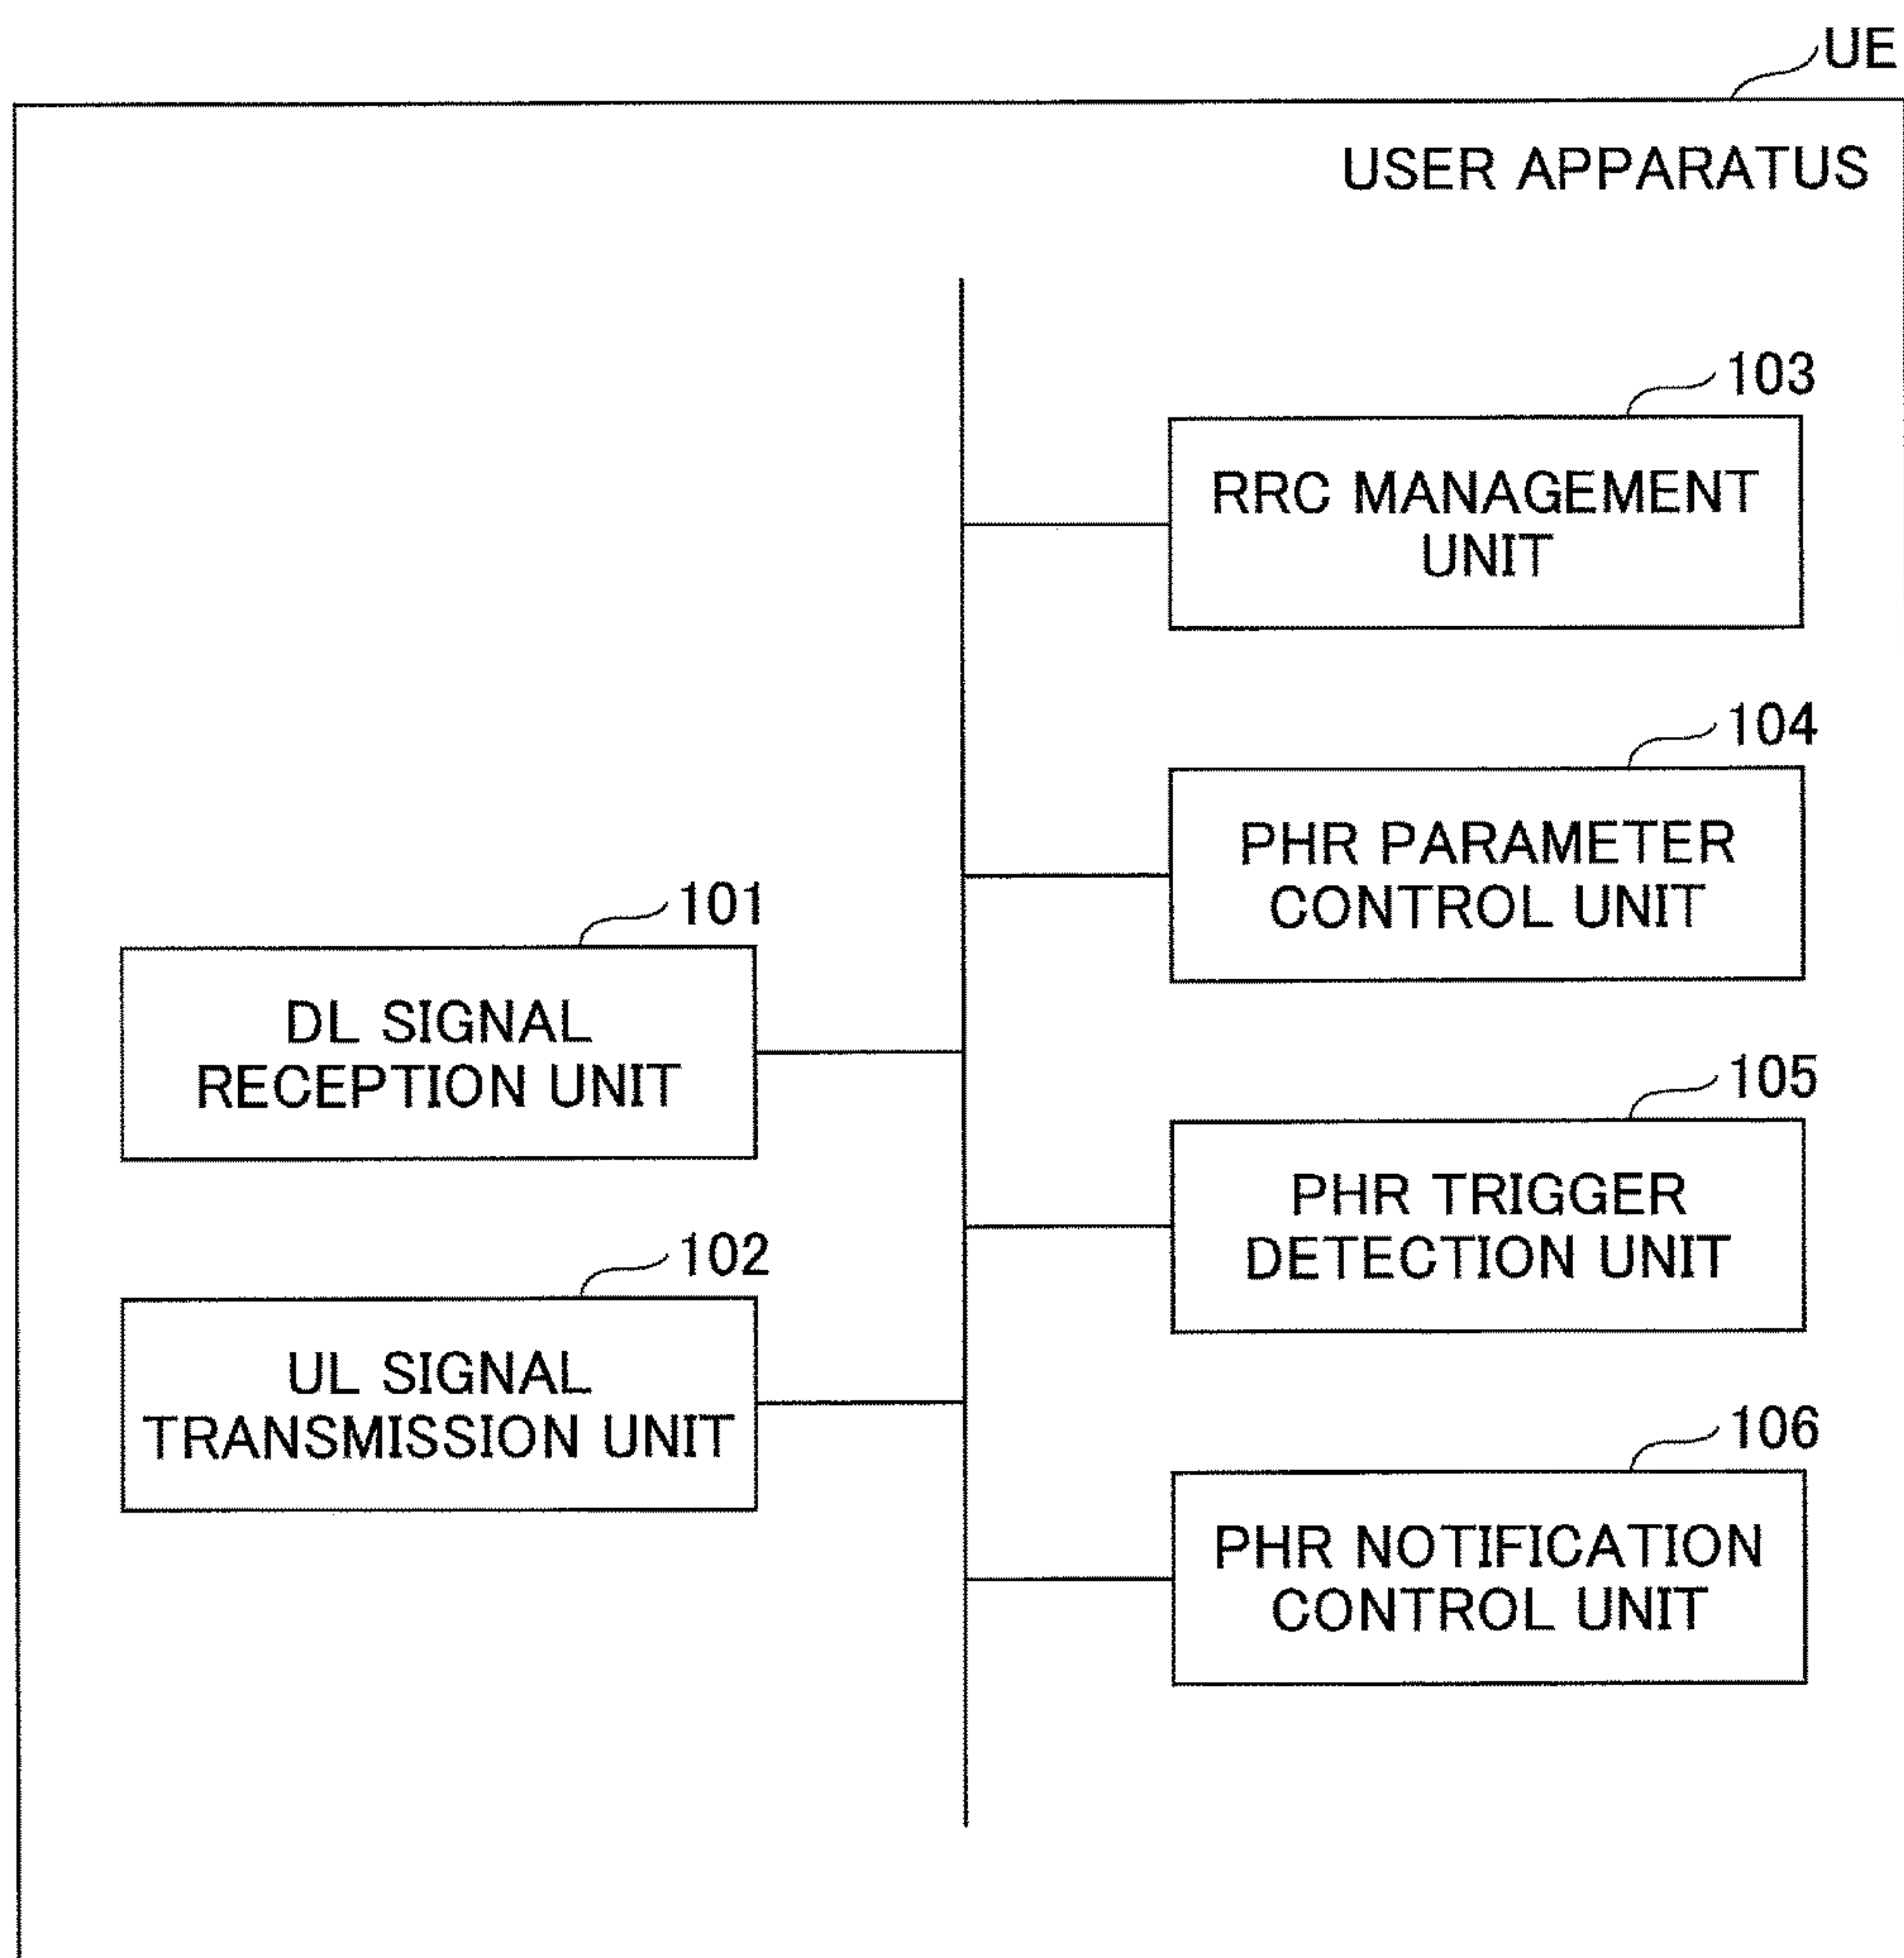 UE
USER APPARATUS
103
RRC MANAGEMENT
UNIT
104
PHR PARAMETER
CONTROL UNIT
101
DL SIGNAL
RECEPTION UNIT
105
PHR TRIGGER
DETECTION UNIT
102
UL SIGNAL
TRANSMISSION UNIT
106
PHR NOTIFICATION
CONTROL UNIT